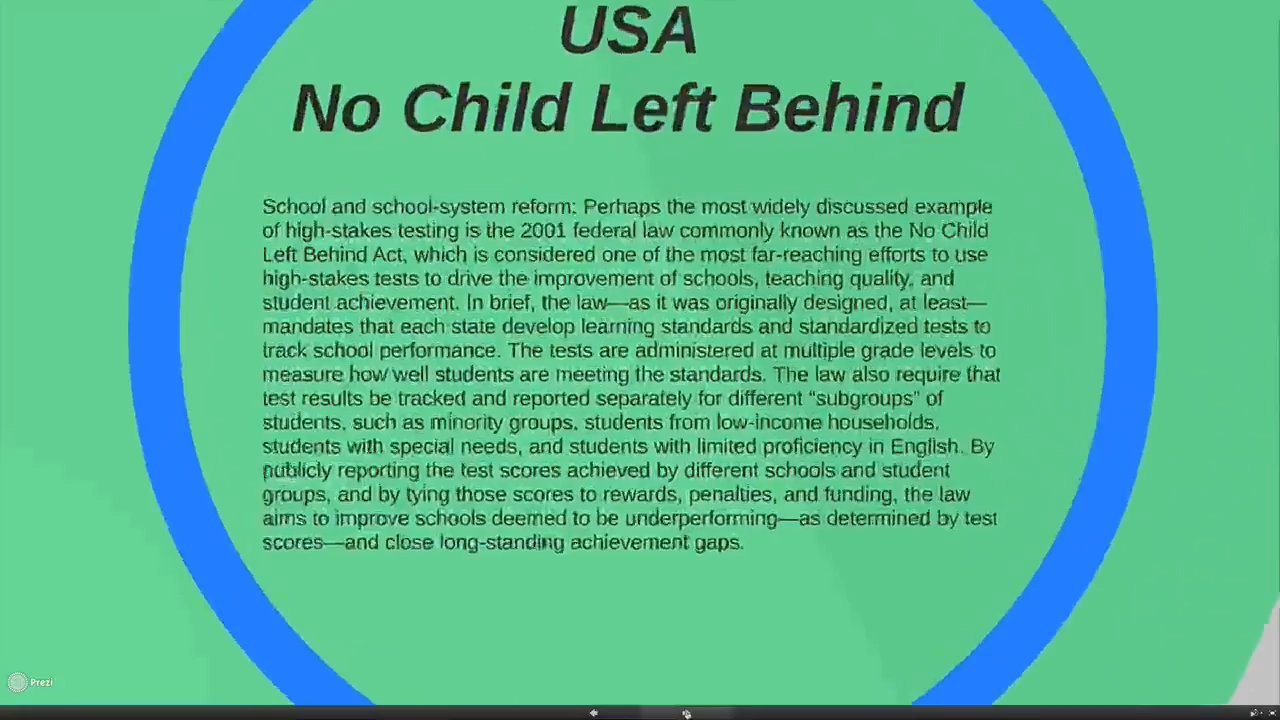 USA
No Child Left Behind
School and school-system reform: Perhaps the most widely discussed example
of high-stakes testing is the 2001 federal law commonly known as the No Child
Left Behind Act, which is considered one of the most far-reaching efforts to use
high-stakes tests to drive the improvement of schools, teaching quality, and
student achievement. In brief, the law—as it was originally designed, at least—
mandates that each state develop learning standards and standardized tests to
track school performance. The tests are administered at multiple grade levels to
measure how well students are meeting the standards. The law also require that
test results be tracked and reported separately for different "subgroups" of
students, such as minority groups, students from low-income households,
students with special needs, and students with limited proficiency in English. By
publicly reporting the test scores achieved by different schools and student
groups, and by tying those scores to rewards, penalties, and funding, the law
aims to improve schools deemed to be underperforming—as determined by test
scores—and close long-standing achievement gaps.
Prezi